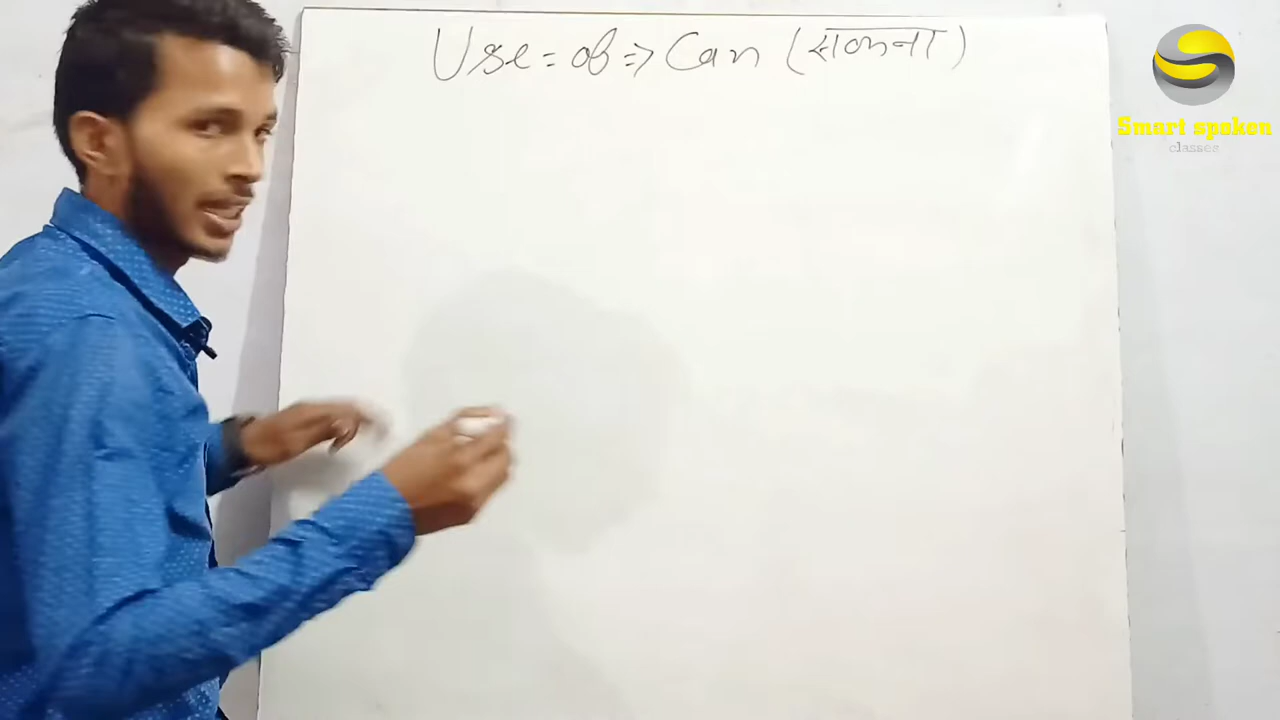 Use = of => Can (सकना)
Smart spoken
classes